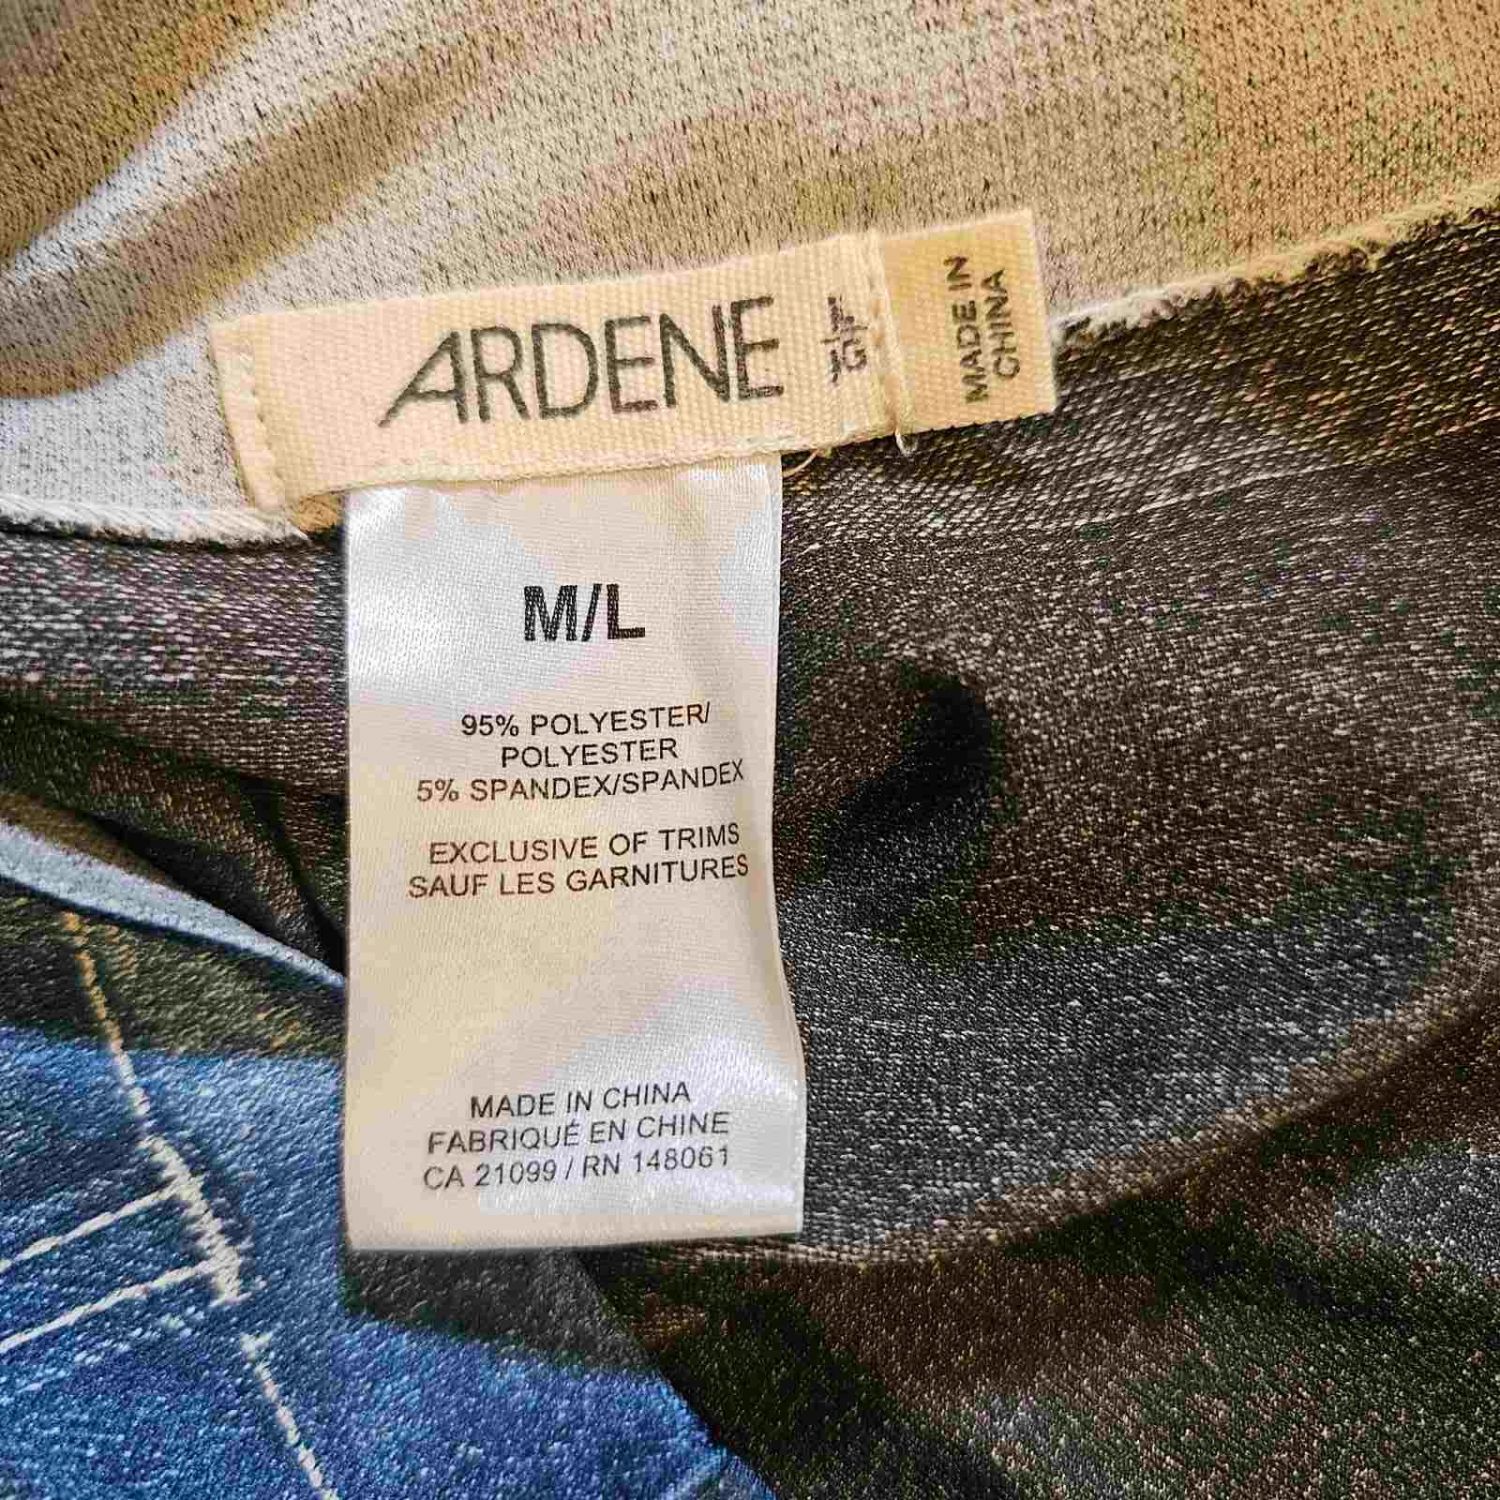 ARDENE
MADE IN
CHINA
M/L
95% POLYESTER/
POLYESTER
5% SPANDEX/SPANDEX
EXCLUSIVE OF TRIMS
SAUF LES GARNITURES
MADE IN CHINA
FABRIQUÉ EN CHINE
CA 21099 / RN 148061